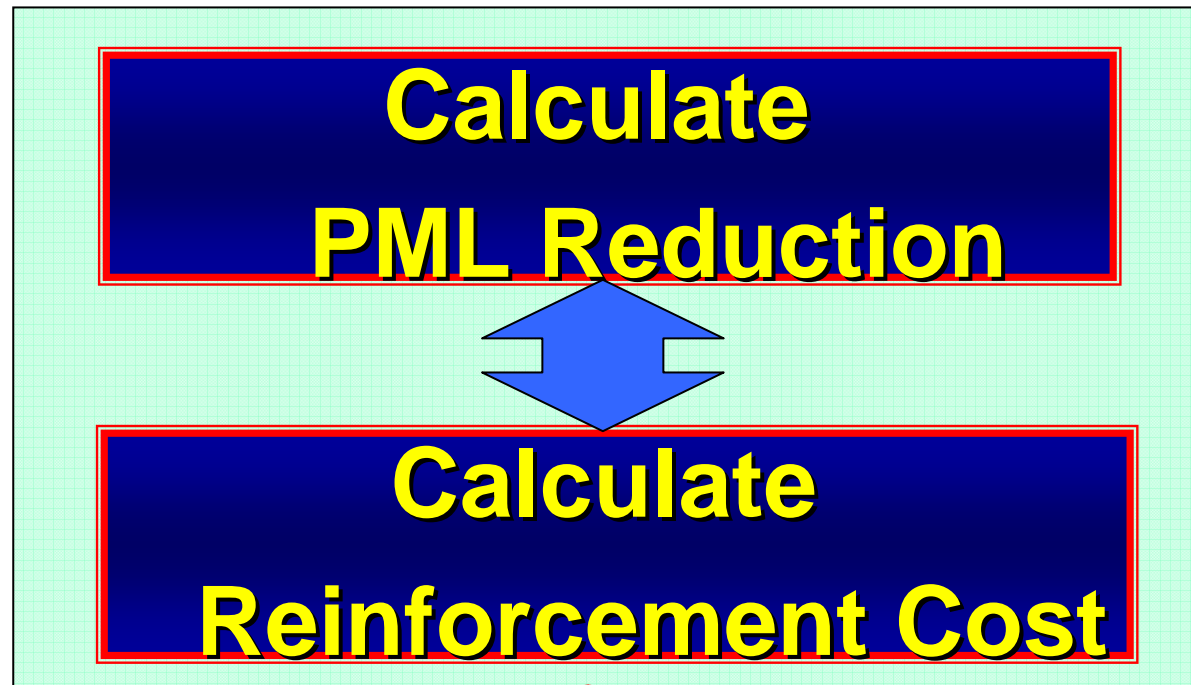 Calculate
PML Reduction
Calculate
Reinforcement Cost